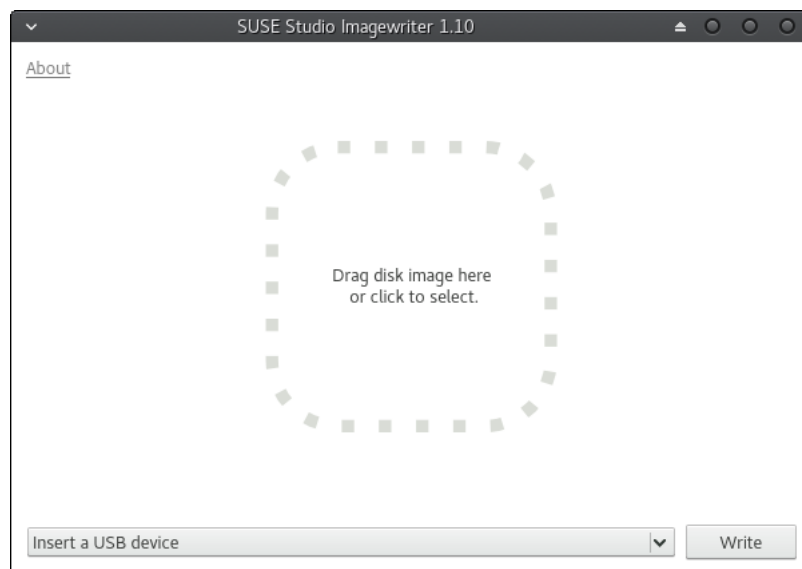 SUSE Studio Imagewriter 1.10
About
Drag disk image here
or click to select.
Insert a USB device
Write